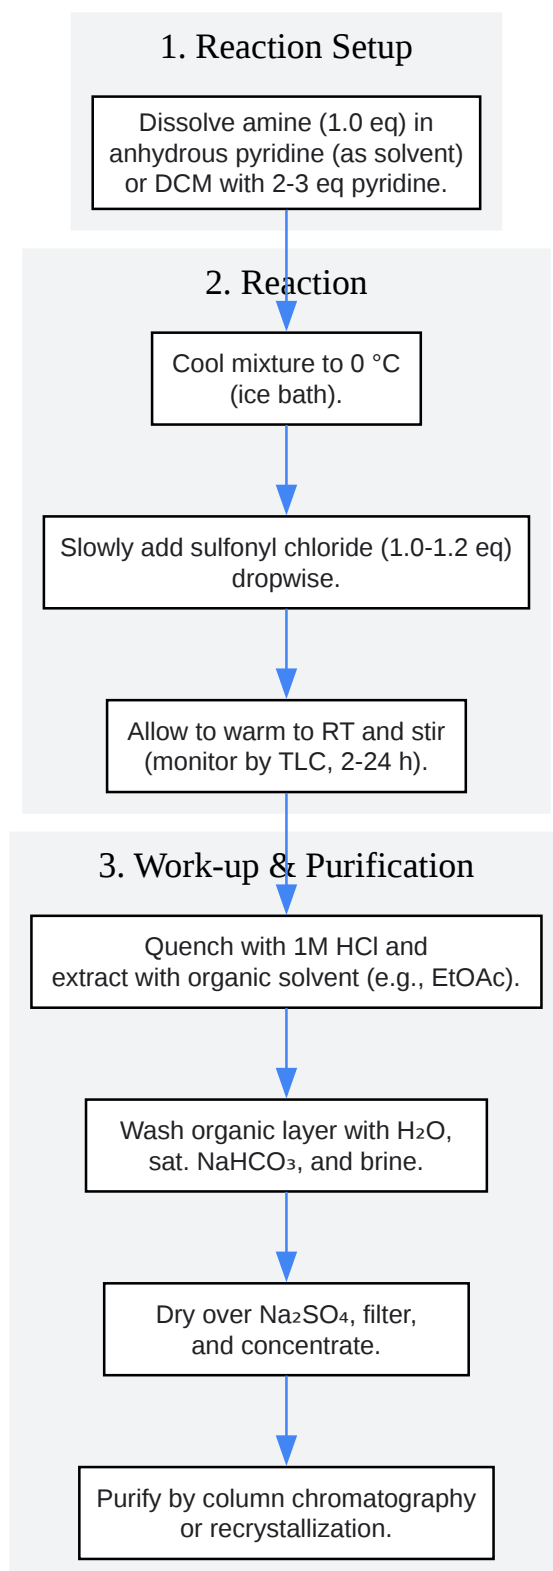 1. Reaction Setup
Dissolve amine (1.0 eq) in
anhydrous pyridine (as solvent)
or DCM with 2-3 eq pyridine.
2. Reaction
Cool mixture to 0 °C
(ice bath).
Slowly add sulfonyl chloride (1.0-1.2 eq)
dropwise.
Allow to warm to RT and stir
(monitor by TLC, 2-24 h).
3. Work-up & Purification
Quench with 1M HCl and
extract with organic solvent (e.g., EtOAc).
Wash organic layer with H₂O,
sat. NaHCO₃, and brine.
Dry over Na₂SO₄, filter,
and concentrate.
Purify by column chromatography
or recrystallization.